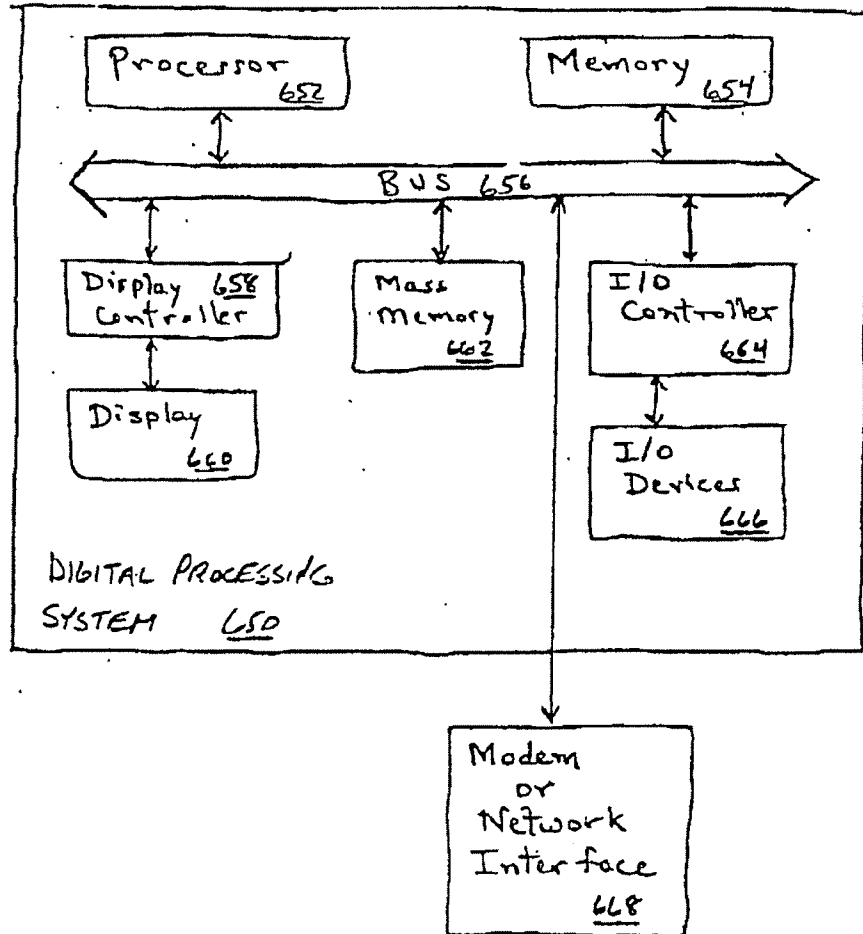 Processor
652
Memory
654
BUS 656
Display 658
Controller
Mass
Memory
662
I/O
Controller
664
Display
660
I/O
Devices
666
DIGITAL PROCESSING
SYSTEM 650
Modem
or
Network
Interface
668